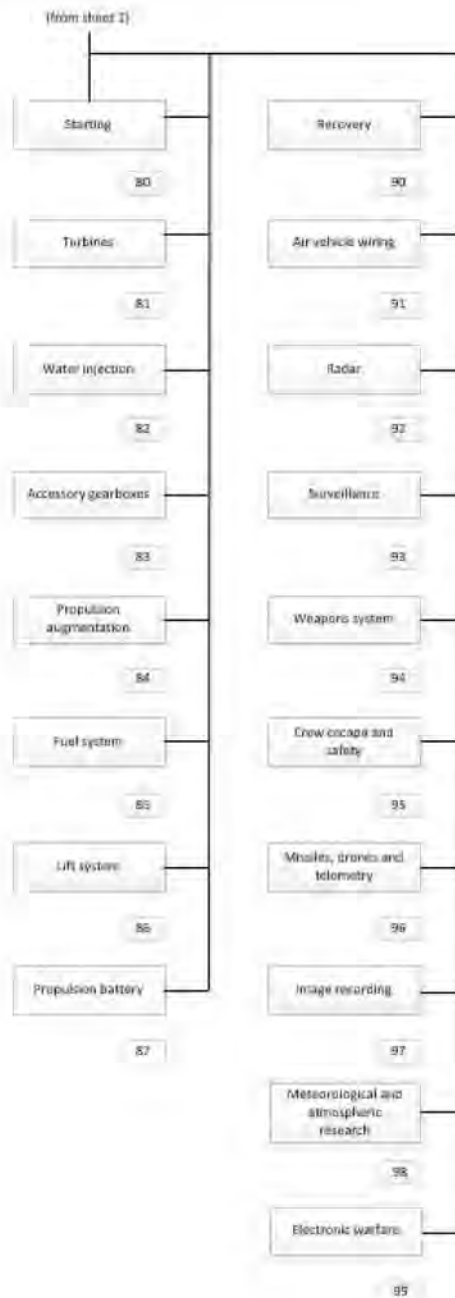 (from sheet 1)
Starting
80
Turbines
81
Water injection
82
Accessory gearboxes
83
Propulsion
augmentation
84
Fuel system
85
Lift system
86
Propulsion battery
87
Recovery
90
Air vehicle wiring
91
Radar
92
Surveillance
93
Weapons system
94
Crew escape and
safety
95
Missiles, drones and
telemetry
96
Image recording
97
Meteorological and
atmospheric
research
98
Electronic warfare
99